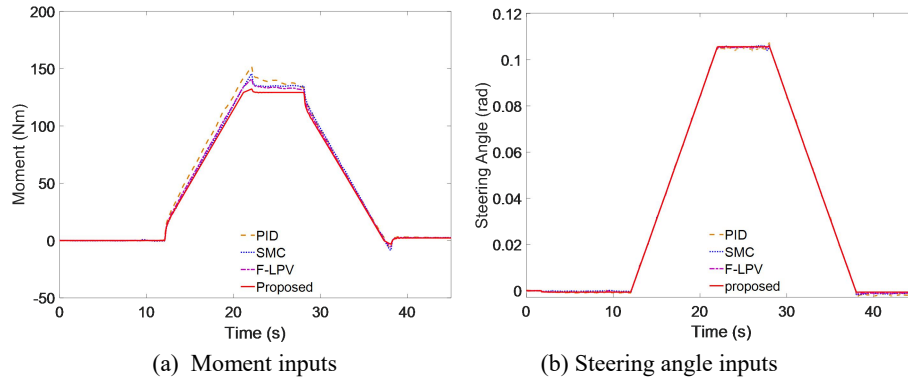 200
150
100
50
0
-50
Moment (Nm)
PID
SMC
F-LPV
Proposed
0
10
20
30
40
Time (s)
(a) Moment inputs
0.12
0.1
0.08
0.06
0.04
0.02
0
Steering Angle (rad)
PID
SMC
F-LPV
proposed
0
10
20
30
40
Time (s)
(b) Steering angle inputs